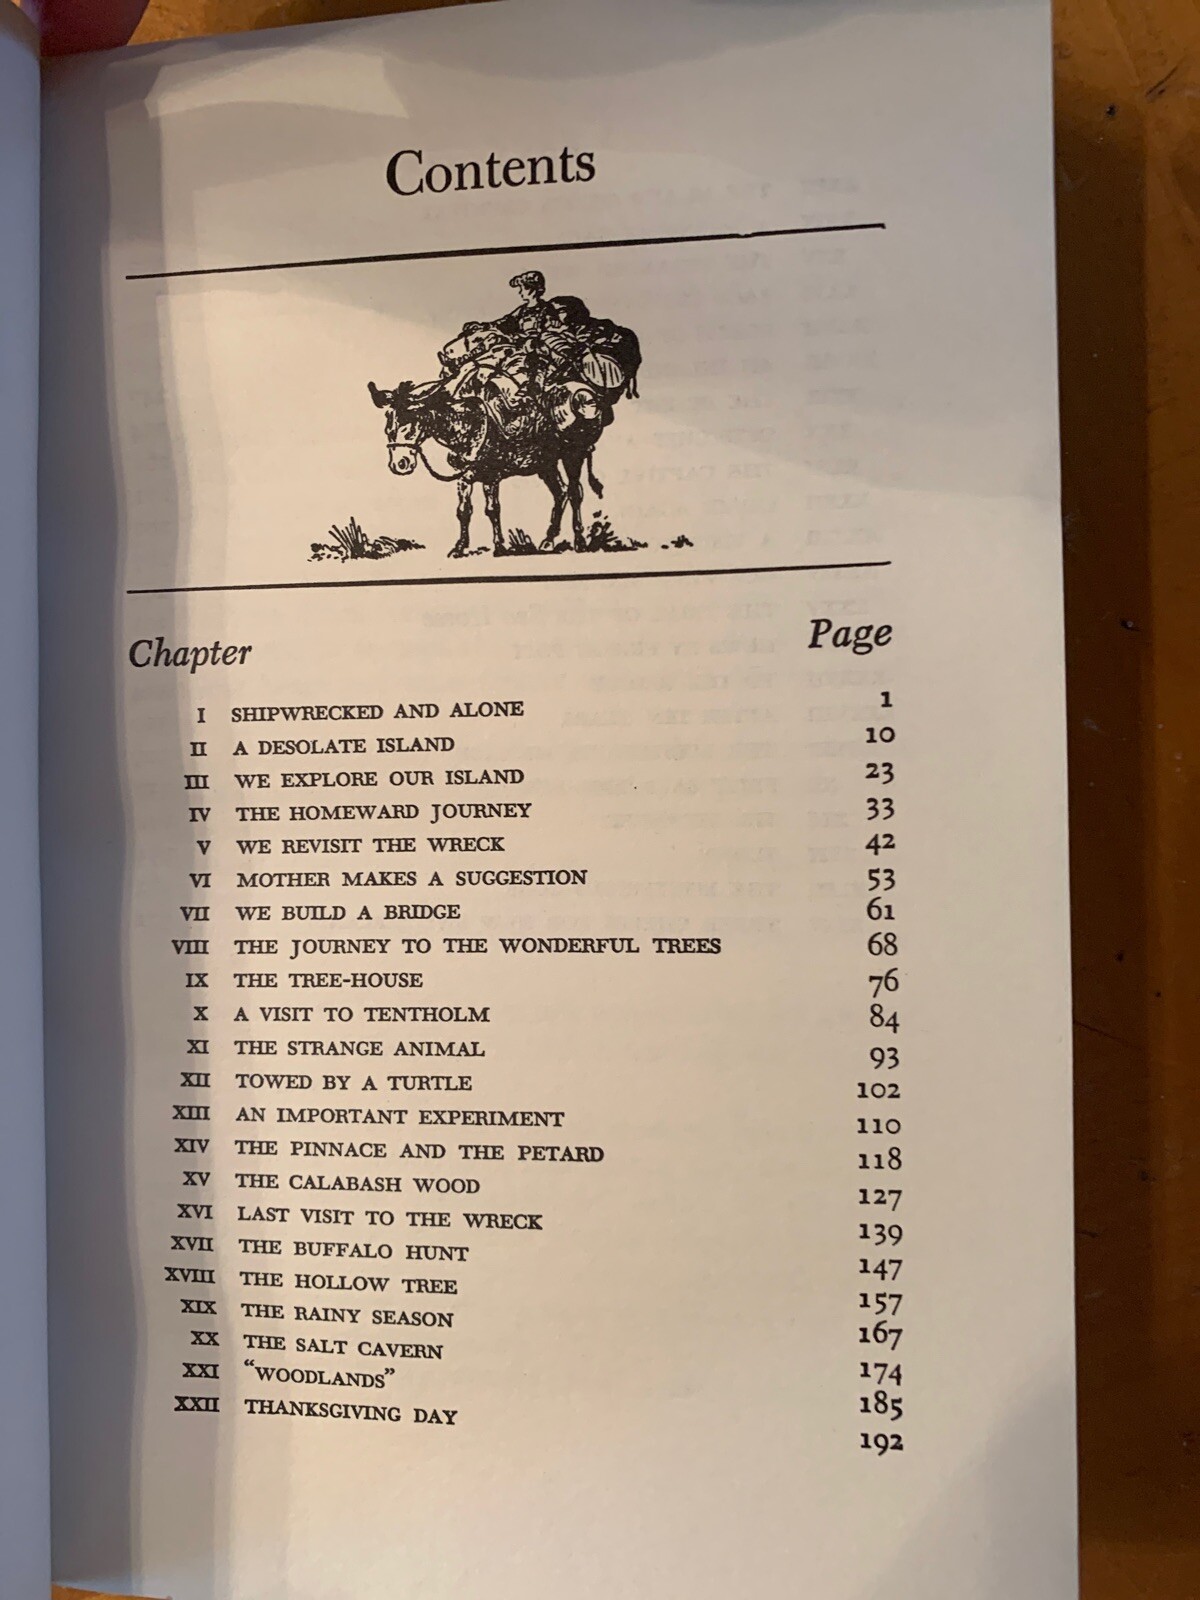 Contents
Chapter Page
I SHIPWRECKED AND ALONE 1
II A DESOLATE ISLAND 10
III WE EXPLORE OUR ISLAND 23
IV THE HOMEWARD JOURNEY 33
V WE REVISIT THE WRECK 42
VI MOTHER MAKES A SUGGESTION 53
VII WE BUILD A BRIDGE 61
VIII THE JOURNEY TO THE WONDERFUL TREES 68
IX THE TREE-HOUSE 76
X A VISIT TO TENTHOLM 84
XI THE STRANGE ANIMAL 93
XII TOWED BY A TURTLE 102
XIII AN IMPORTANT EXPERIMENT 110
XIV THE PINNACE AND THE PETARD 118
XV THE CALABASH WOOD 127
XVI LAST VISIT TO THE WRECK 139
XVII THE BUFFALO HUNT 147
XVIII THE HOLLOW TREE 157
XIX THE RAINY SEASON 167
XX THE SALT CAVERN 174
XXI "WOODLANDS" 185
XXII THANKSGIVING DAY 192